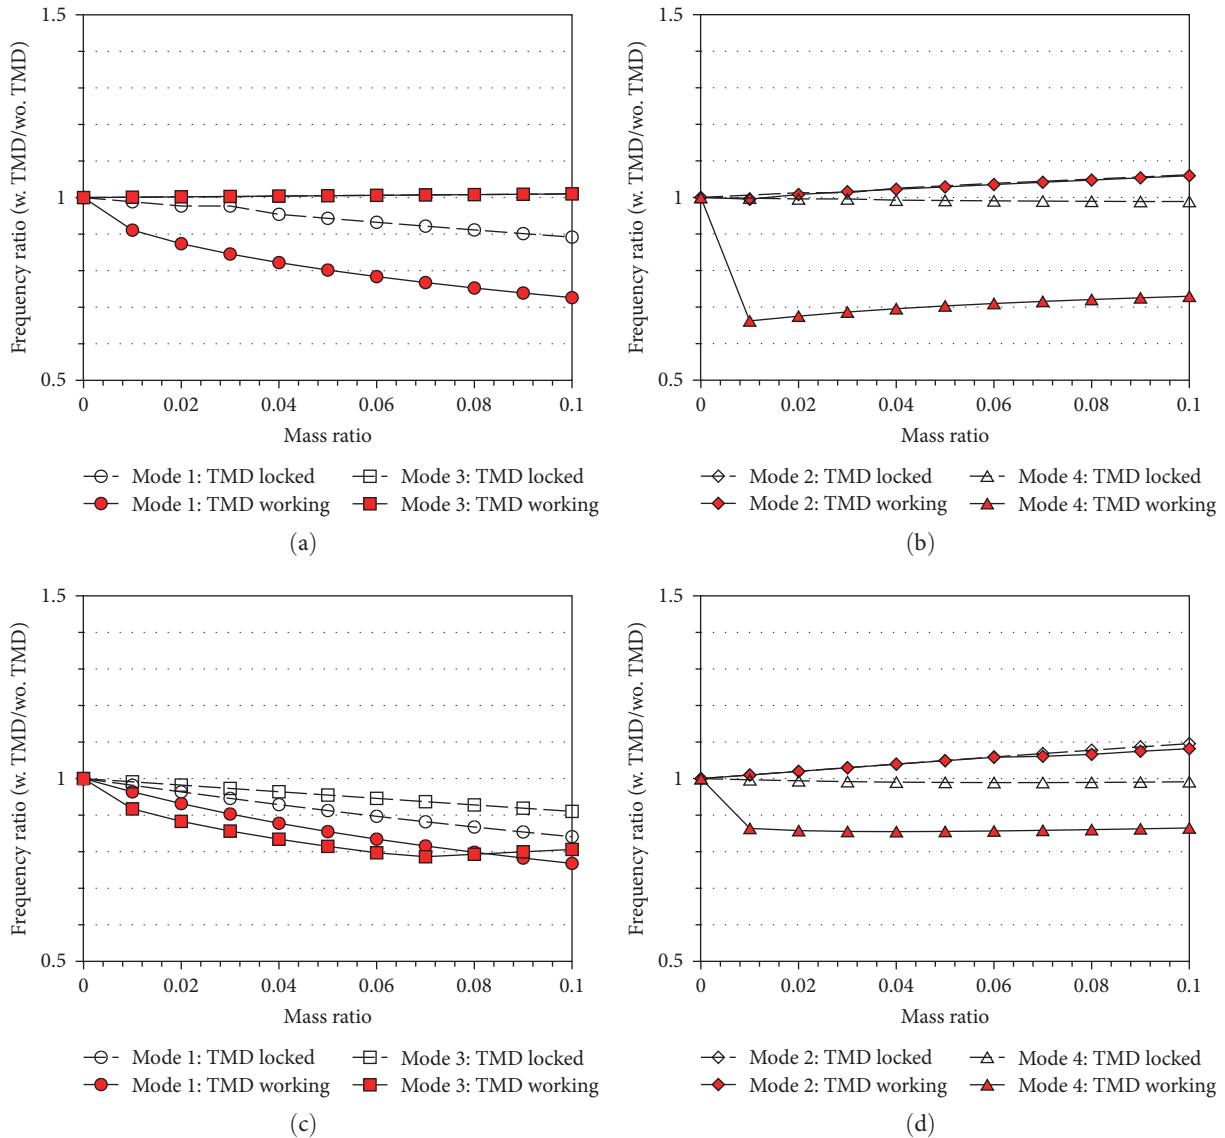 1.5
1
0.5
Frequency ratio (w. TMD/wo. TMD)
0 0.02 0.04 0.06 0.08 0.1
Mass ratio
Mode 1: TMD locked
Mode 3: TMD locked
Mode 1: TMD working
Mode 3: TMD working
(a)
1.5
1
0.5
Frequency ratio (w. TMD/wo. TMD)
0 0.02 0.04 0.06 0.08 0.1
Mass ratio
Mode 2: TMD locked
Mode 4: TMD locked
Mode 2: TMD working
Mode 4: TMD working
(b)
1.5
1
0.5
Frequency ratio (w. TMD/wo. TMD)
0 0.02 0.04 0.06 0.08 0.1
Mass ratio
Mode 1: TMD locked
Mode 3: TMD locked
Mode 1: TMD working
Mode 3: TMD working
(c)
1.5
1
0.5
Frequency ratio (w. TMD/wo. TMD)
0 0.02 0.04 0.06 0.08 0.1
Mass ratio
Mode 2: TMD locked
Mode 4: TMD locked
Mode 2: TMD working
Mode 4: TMD working
(d)